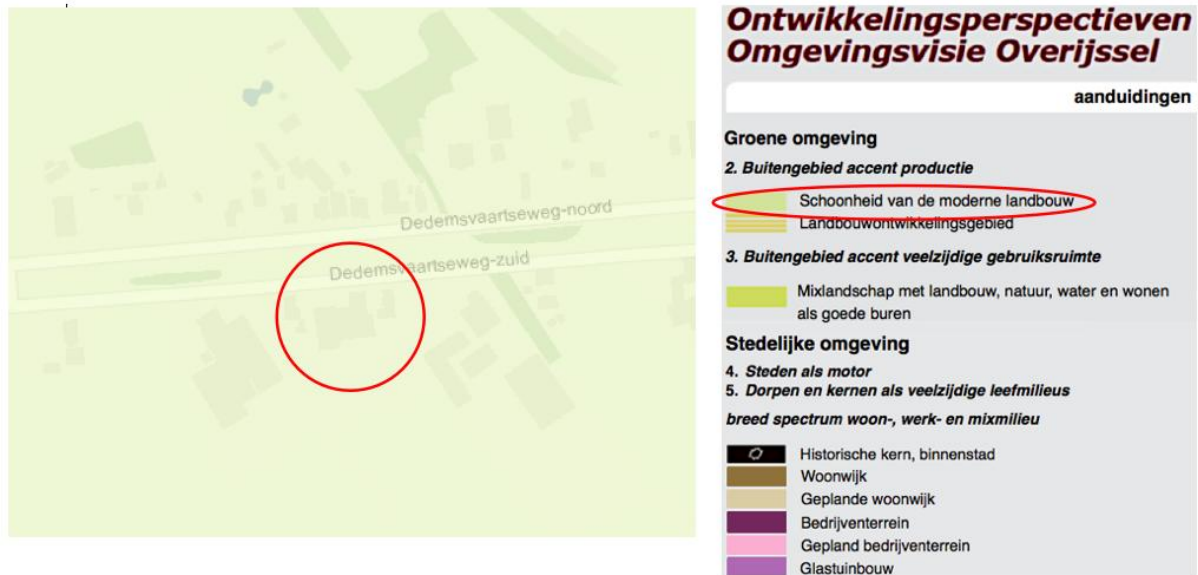 Dedemsvaartseweg-noord
Dedemsvaartseweg-zuid
Ontwikkelingsperspectieven
Omgevingsvisie Overijssel
aanduidingen
Groene omgeving
2. Buitengebied accent productie
Schoonheid van de moderne landbouw
Landbouwontwikkelingsgebied
3. Buitengebied accent veelzijdige gebruiksruimte
Mixlandschap met landbouw, natuur, water en wonen
als goede buren
Stedelijke omgeving
4. Steden als motor
5. Dorpen en kernen als veelzijdige leefmilieus
breed spectrum woon-, werk- en mixmilieu
Historische kern, binnenstad
Woonwijk
Geplande woonwijk
Bedrijventerrein
Gepland bedrijventerrein
Glastuinbouw